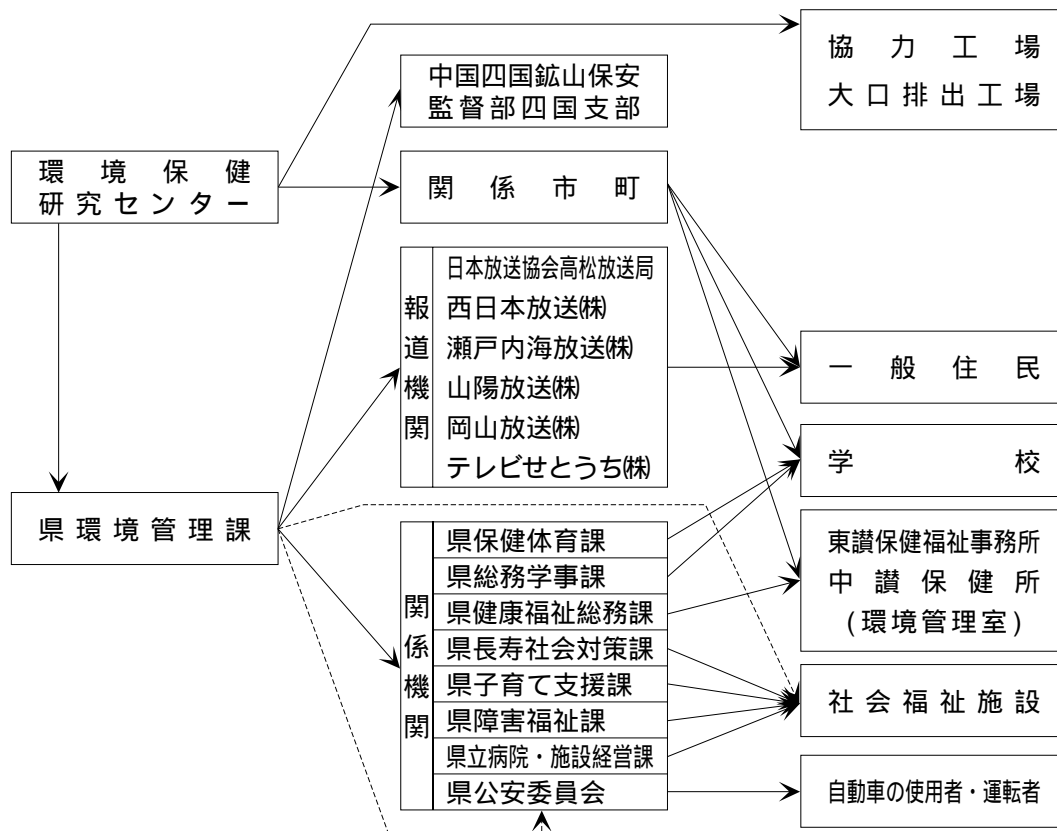 協力工場
大口排出工場
中国四国鉱山保安
監督部四国支部
環境保健
研究センター
関係市町
報道機関
日本放送協会高松放送局
西日本放送㈱
瀬戸内海放送㈱
山陽放送㈱
岡山放送㈱
テレビせとうち㈱
一般住民
学校
県環境管理課
関係機関
県保健体育課
県総務学事課
県健康福祉総務課
県長寿社会対策課
県子育て支援課
県障害福祉課
県立病院・施設経営課
県公安委員会
東讃保健福祉事務所
中讃保健所
(環境管理室)
社会福祉施設
自動車の使用者・運転者